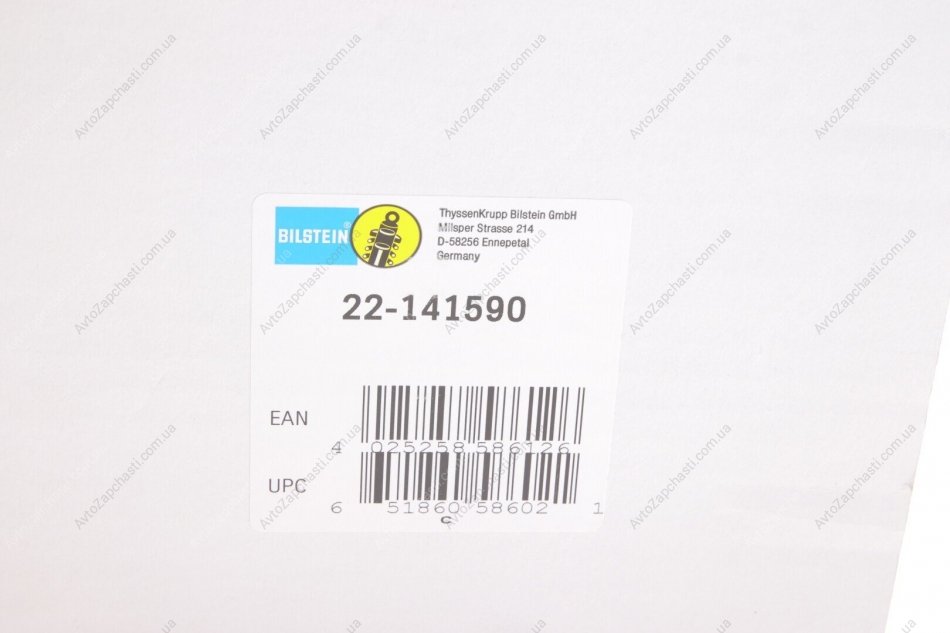 BILSTEIN®
ThyssenKrupp Bilstein GmbH
Milsper Strasse 214
D-58256 Ennepetal
Germany
22-141590
EAN
4 025258 586126
UPC
6 51860 58602 1
c
AvtoZapchasti.com.ua